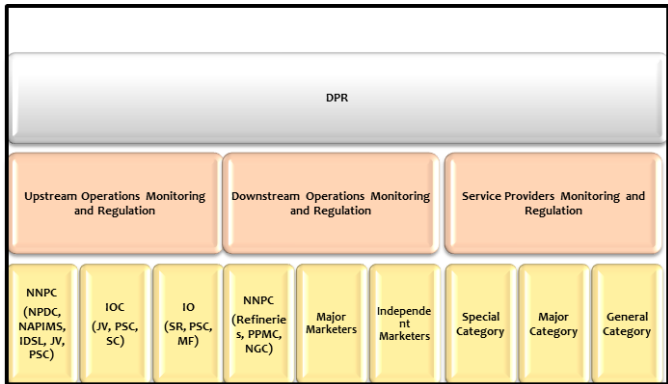 DPR
Upstream Operations Monitoring
and Regulation
Downstream Operations Monitoring
and Regulation
Service Providers Monitoring and
Regulation
NNPC
(NPDC,
NAPIMS,
IDSL, JV,
PSC)
IOC
(JV, PSC,
SC)
IO
(SR, PSC,
MF)
NNPC
(Refinerie
s, PPMC,
NGC)
Major
Marketers
Independe
nt
Marketers
Special
Category
Major
Category
General
Category